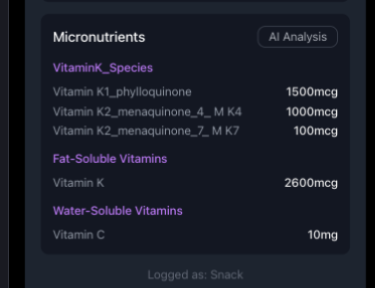 Micronutrients
AI Analysis
VitaminK_Species
Vitamin K1_phylloquinone 1500mcg
Vitamin K2_menaquinone_4_ M K4 1000mcg
Vitamin K2_menaquinone_7_ M K7 100mcg
Fat-Soluble Vitamins
Vitamin K 2600mcg
Water-Soluble Vitamins
Vitamin C 10mg
Logged as: Snack